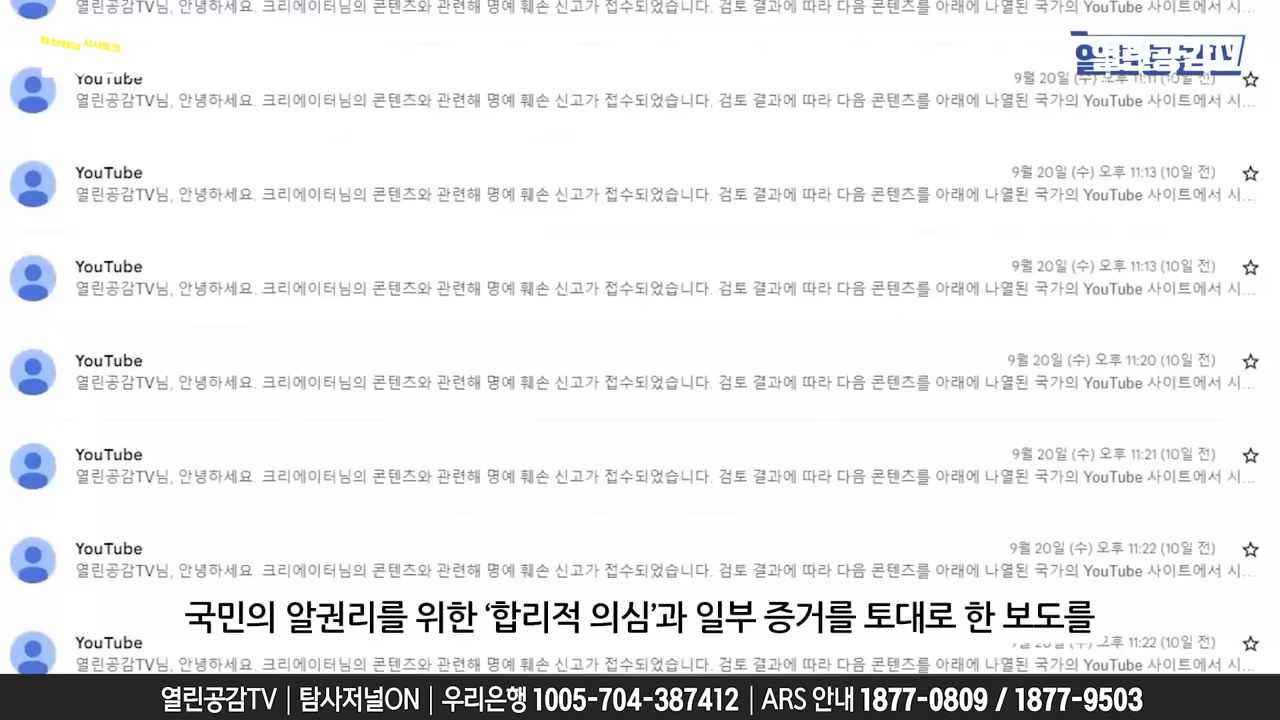 열린공감TV님, 안녕하세요. 크리에이터님의 콘텐츠와 관련해 명예 훼손 신고가 접수되었습니다. 검토 결과에 따라 다음 콘텐츠를 아래에 나열된 국가의 YouTube 사이트에서 시...
열린공감TV
YouTube 9월 20일 (수) 오후 11:11 (10일 전)
열린공감TV님, 안녕하세요. 크리에이터님의 콘텐츠와 관련해 명예 훼손 신고가 접수되었습니다. 검토 결과에 따라 다음 콘텐츠를 아래에 나열된 국가의 YouTube 사이트에서 시...
YouTube 9월 20일 (수) 오후 11:13 (10일 전)
열린공감TV님, 안녕하세요. 크리에이터님의 콘텐츠와 관련해 명예 훼손 신고가 접수되었습니다. 검토 결과에 따라 다음 콘텐츠를 아래에 나열된 국가의 YouTube 사이트에서 시...
YouTube 9월 20일 (수) 오후 11:13 (10일 전)
열린공감TV님, 안녕하세요. 크리에이터님의 콘텐츠와 관련해 명예 훼손 신고가 접수되었습니다. 검토 결과에 따라 다음 콘텐츠를 아래에 나열된 국가의 YouTube 사이트에서 시...
YouTube 9월 20일 (수) 오후 11:20 (10일 전)
열린공감TV님, 안녕하세요. 크리에이터님의 콘텐츠와 관련해 명예 훼손 신고가 접수되었습니다. 검토 결과에 따라 다음 콘텐츠를 아래에 나열된 국가의 YouTube 사이트에서 시...
YouTube 9월 20일 (수) 오후 11:21 (10일 전)
열린공감TV님, 안녕하세요. 크리에이터님의 콘텐츠와 관련해 명예 훼손 신고가 접수되었습니다. 검토 결과에 따라 다음 콘텐츠를 아래에 나열된 국가의 YouTube 사이트에서 시...
YouTube 9월 20일 (수) 오후 11:22 (10일 전)
열린공감TV님, 안녕하세요. 크리에이터님의 콘텐츠와 관련해 명예 훼손 신고가 접수되었습니다. 검토 결과에 따라 다음 콘텐츠를 아래에 나열된 국가의 YouTube 사이트에서 시...
국민의 알권리를 위한 ‘합리적 의심’과 일부 증거를 토대로 한 보도를
YouTube 9월 20일 (수) 오후 11:22 (10일 전)
열린공감TV님, 안녕하세요. 크리에이터님의 콘텐츠와 관련해 명예 훼손 신고가 접수되었습니다. 검토 결과에 따라 다음 콘텐츠를 아래에 나열된 국가의 YouTube 사이트에서 시...
열린공감TV | 탐사저널ON | 우리은행 1005-704-387412 | ARS 안내 1877-0809 / 1877-9503